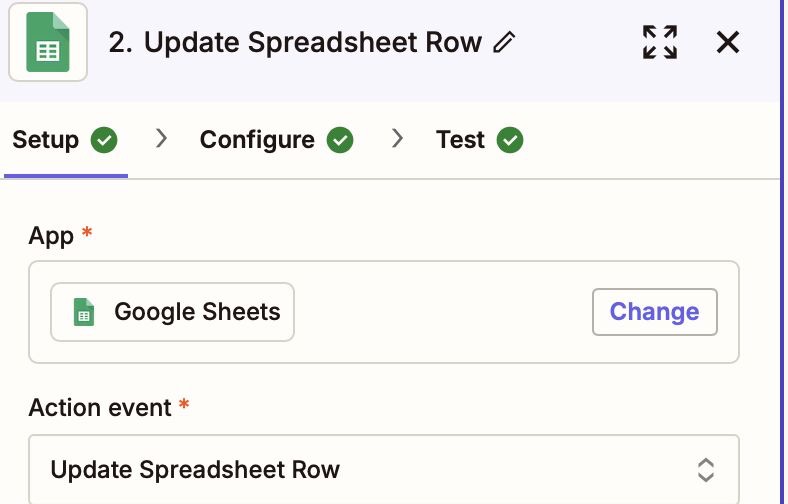 2. Update Spreadsheet Row
Setup Configure Test
App *
Google Sheets Change
Action event *
Update Spreadsheet Row